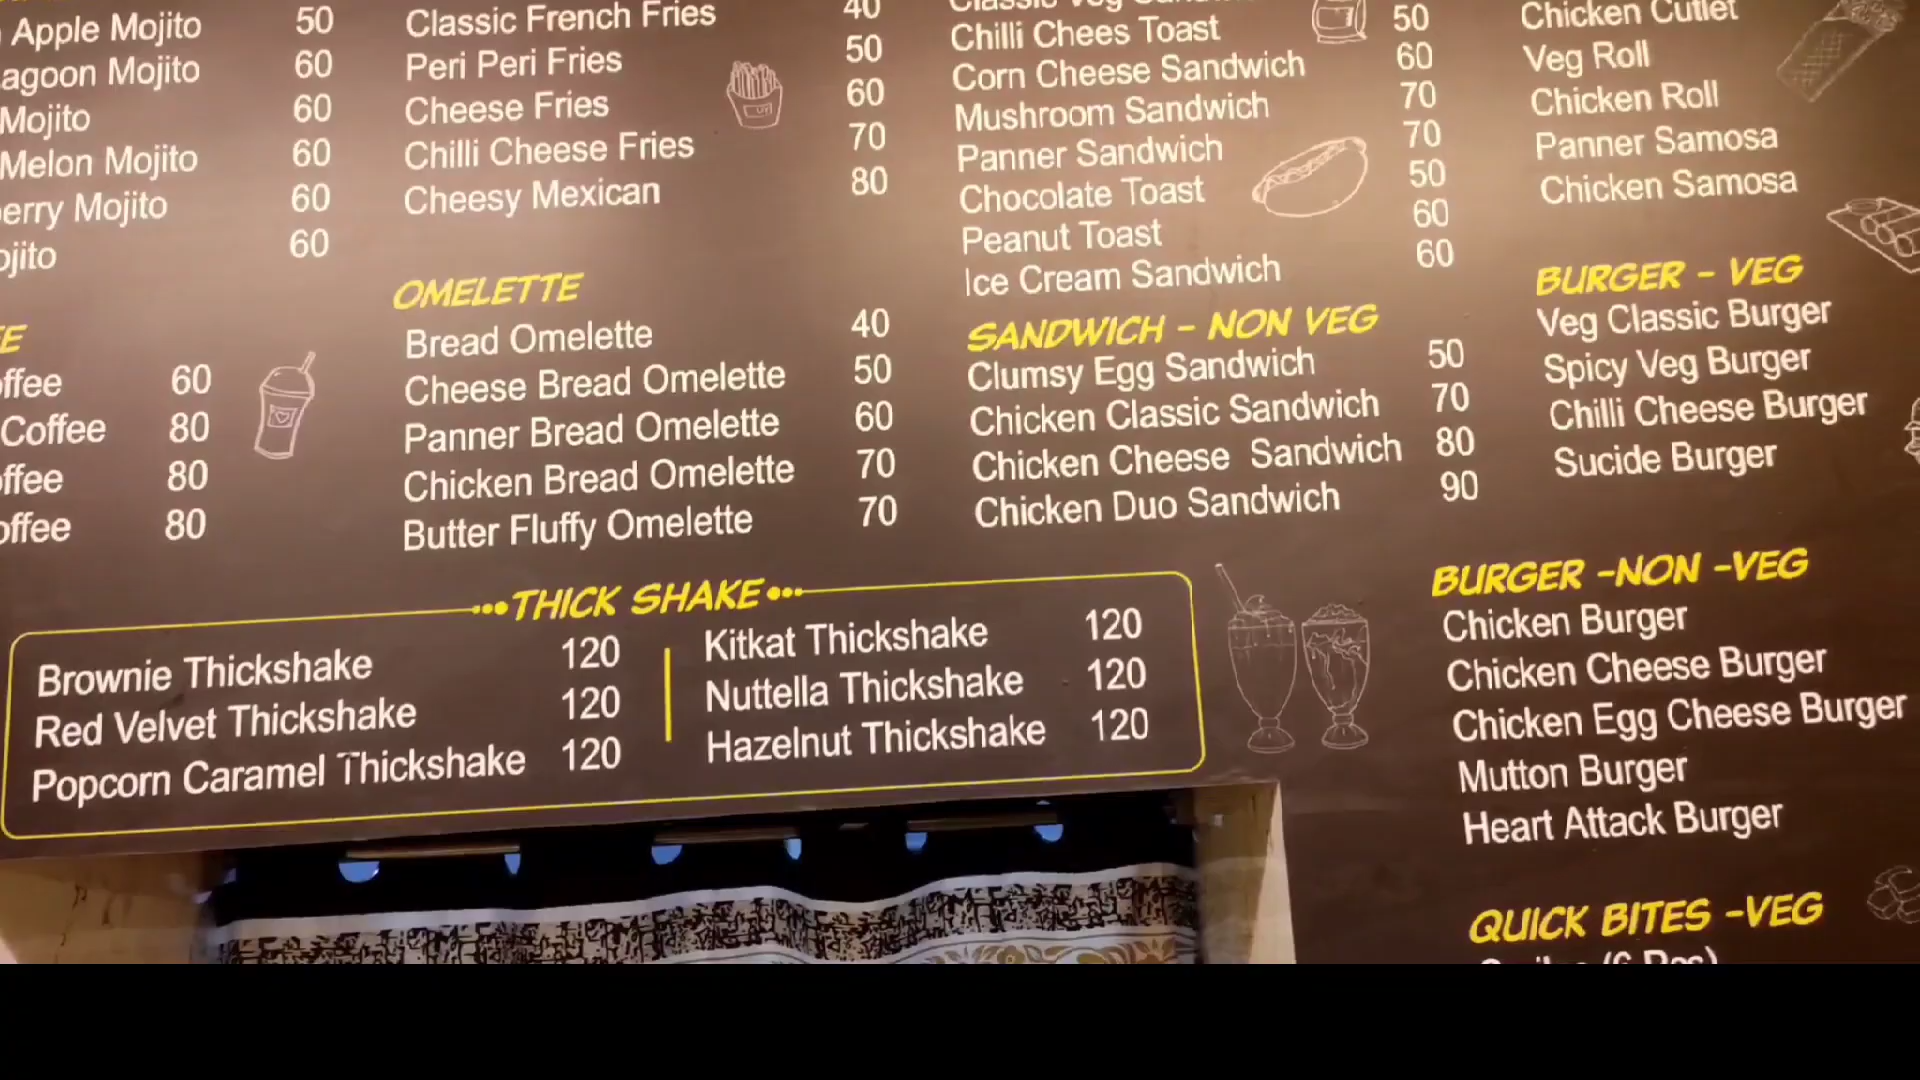 Apple Mojito 50
agoon Mojito 60
Mojito 60
Melon Mojito 60
erry Mojito 60
ojito 60
E
ffee 60
Coffee 80
ffee 80
offee 80
Classic French Fries 40
Peri Peri Fries 50
Cheese Fries 60
Chilli Cheese Fries 70
Cheesy Mexican 80
OMELETTE
Bread Omelette 40
Cheese Bread Omelette 50
Panner Bread Omelette 60
Chicken Bread Omelette 70
Butter Fluffy Omelette 70
Classic Veg
Chilli Chees Toast 50
Corn Cheese Sandwich 60
Mushroom Sandwich 70
Panner Sandwich 70
Chocolate Toast 50
Peanut Toast 60
Ice Cream Sandwich 60
SANDWICH - NON VEG
Clumsy Egg Sandwich 50
Chicken Classic Sandwich 70
Chicken Cheese Sandwich 80
Chicken Duo Sandwich 90
Chicken Cutlet
Veg Roll
Chicken Roll
Panner Samosa
Chicken Samosa
BURGER - VEG
Veg Classic Burger
Spicy Veg Burger
Chilli Cheese Burger
Sucide Burger
THICK SHAKE
Brownie Thickshake 120
Red Velvet Thickshake 120
Popcorn Caramel Thickshake 120
Kitkat Thickshake 120
Nuttella Thickshake 120
Hazelnut Thickshake 120
BURGER -NON -VEG
Chicken Burger
Chicken Cheese Burger
Chicken Egg Cheese Burger
Mutton Burger
Heart Attack Burger
QUICK BITES -VEG